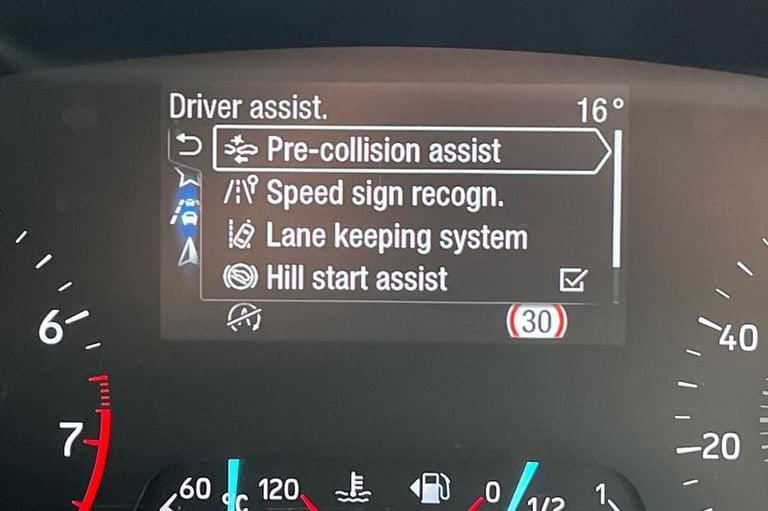 Driver assist. 16°
Pre-collision assist
Speed sign recogn.
Lane keeping system
Hill start assist
30
6
40
7
20
60 °C 120
0 1/2 1